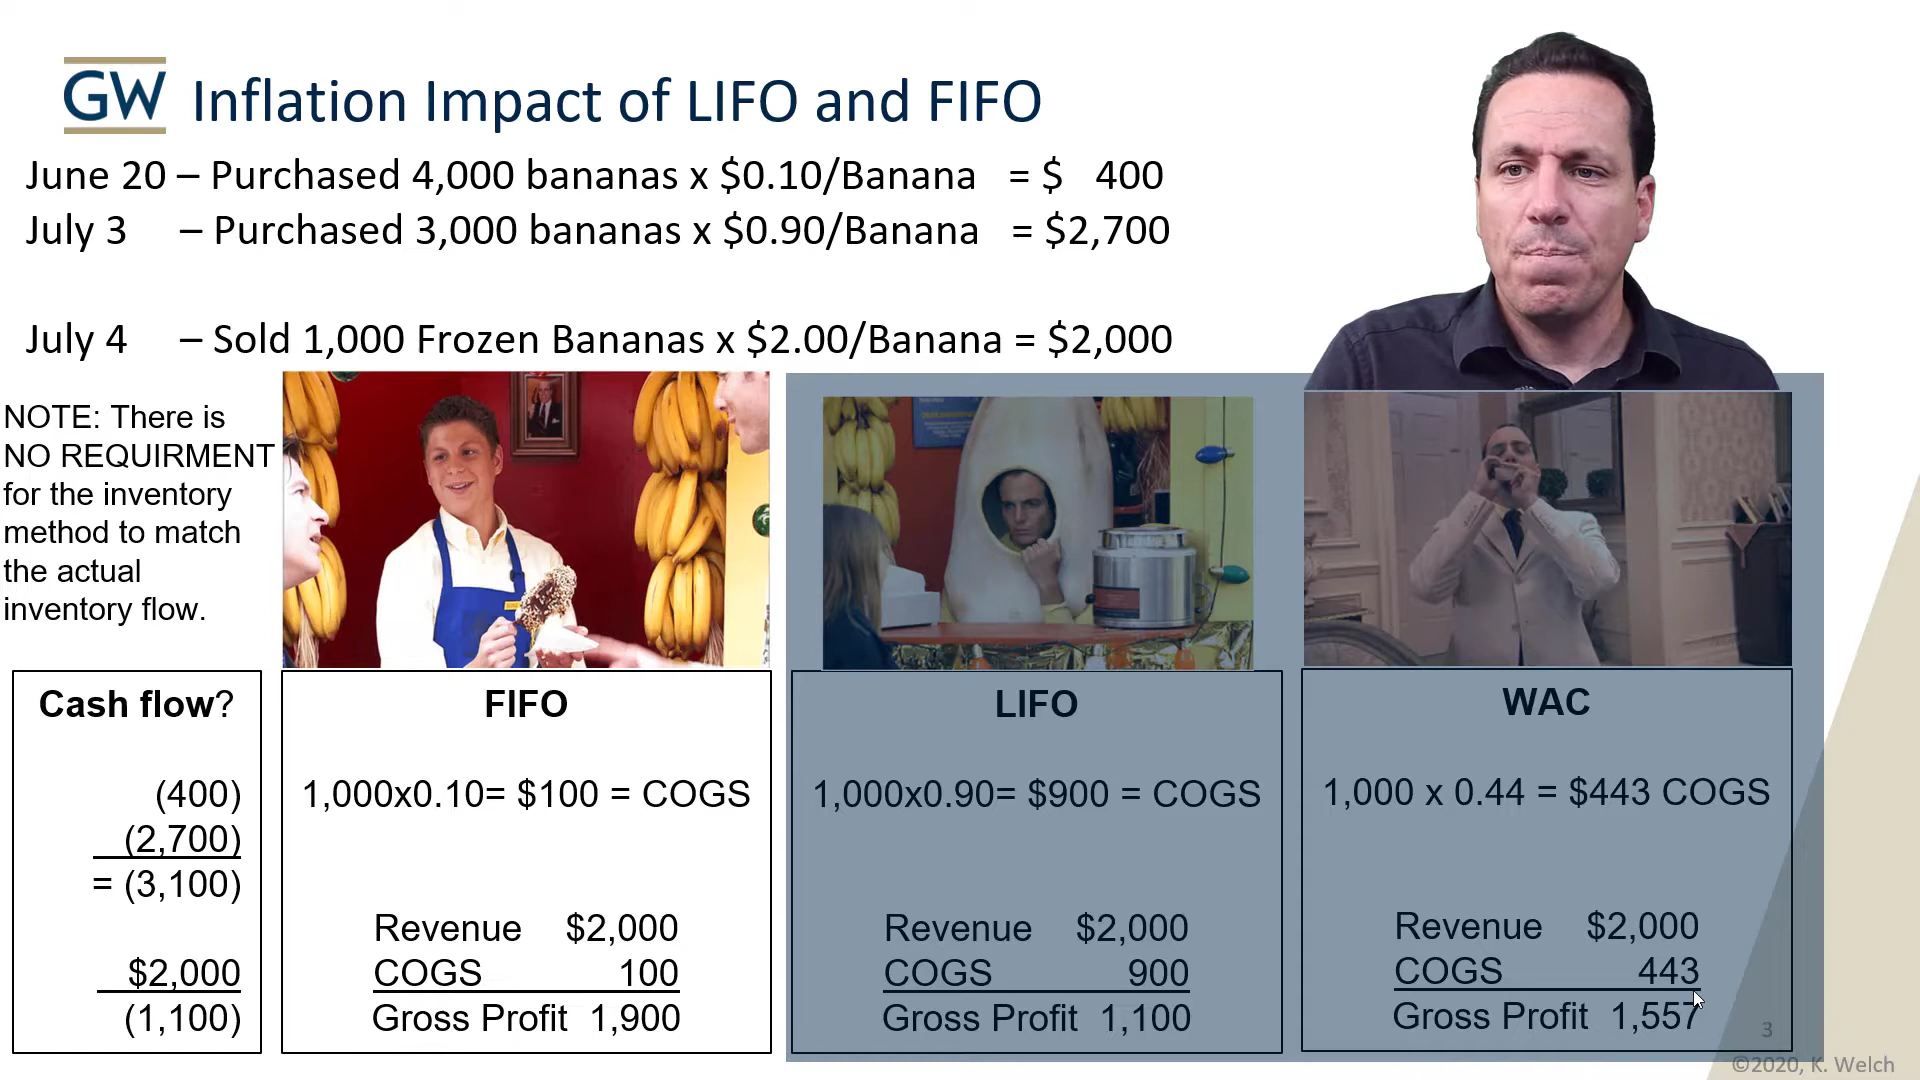 GW Inflation Impact of LIFO and FIFO
June 20 – Purchased 4,000 bananas x $0.10/Banana = $ 400
July 3 – Purchased 3,000 bananas x $0.90/Banana = $2,700
July 4 – Sold 1,000 Frozen Bananas x $2.00/Banana = $2,000
NOTE: There is
NO REQUIRMENT
for the inventory
method to match
the actual
inventory flow.
Cash flow?
(400)
(2,700)
= (3,100)
$2,000
(1,100)
FIFO
1,000x0.10= $100 = COGS
Revenue $2,000
COGS 100
Gross Profit 1,900
LIFO
1,000x0.90= $900 = COGS
Revenue $2,000
COGS 900
Gross Profit 1,100
WAC
1,000 x 0.44 = $443 COGS
Revenue $2,000
COGS 443
Gross Profit 1,557
3
©2020, K. Welch